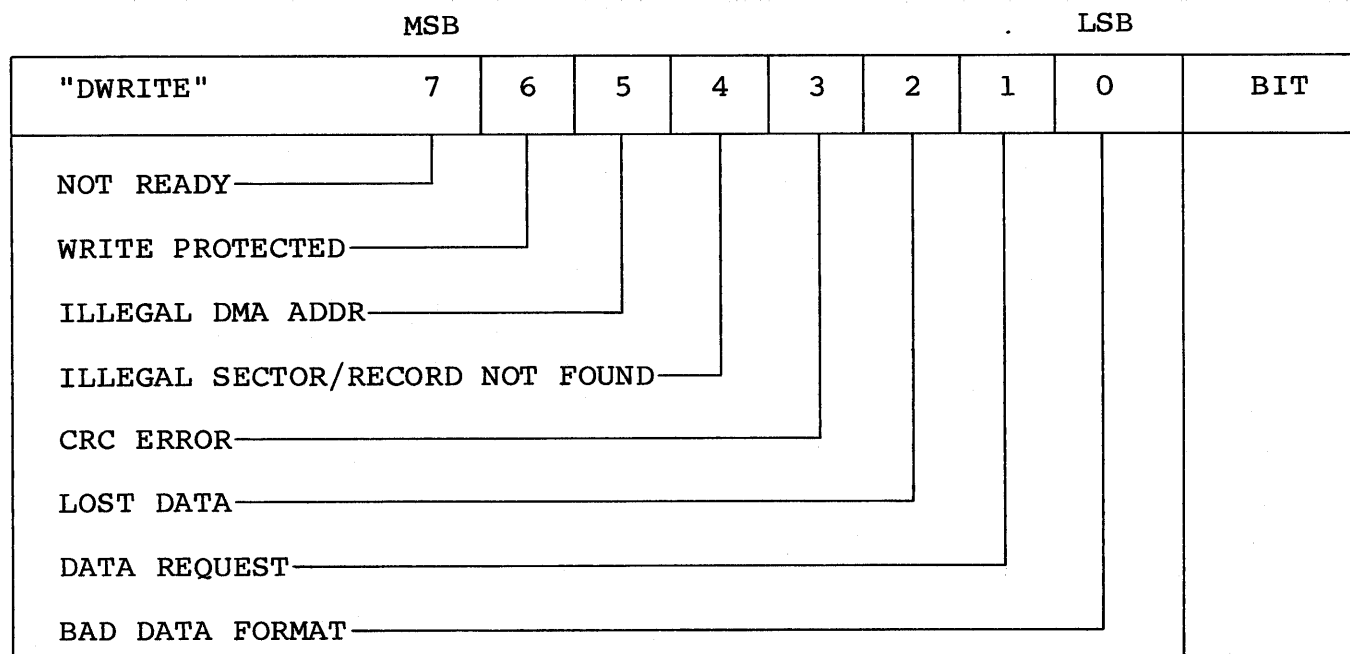 MSB LSB
"DWRITE" 7 6 5 4 3 2 1 0 BIT
NOT READY
WRITE PROTECTED
ILLEGAL DMA ADDR
ILLEGAL SECTOR/RECORD NOT FOUND
CRC ERROR
LOST DATA
DATA REQUEST
BAD DATA FORMAT